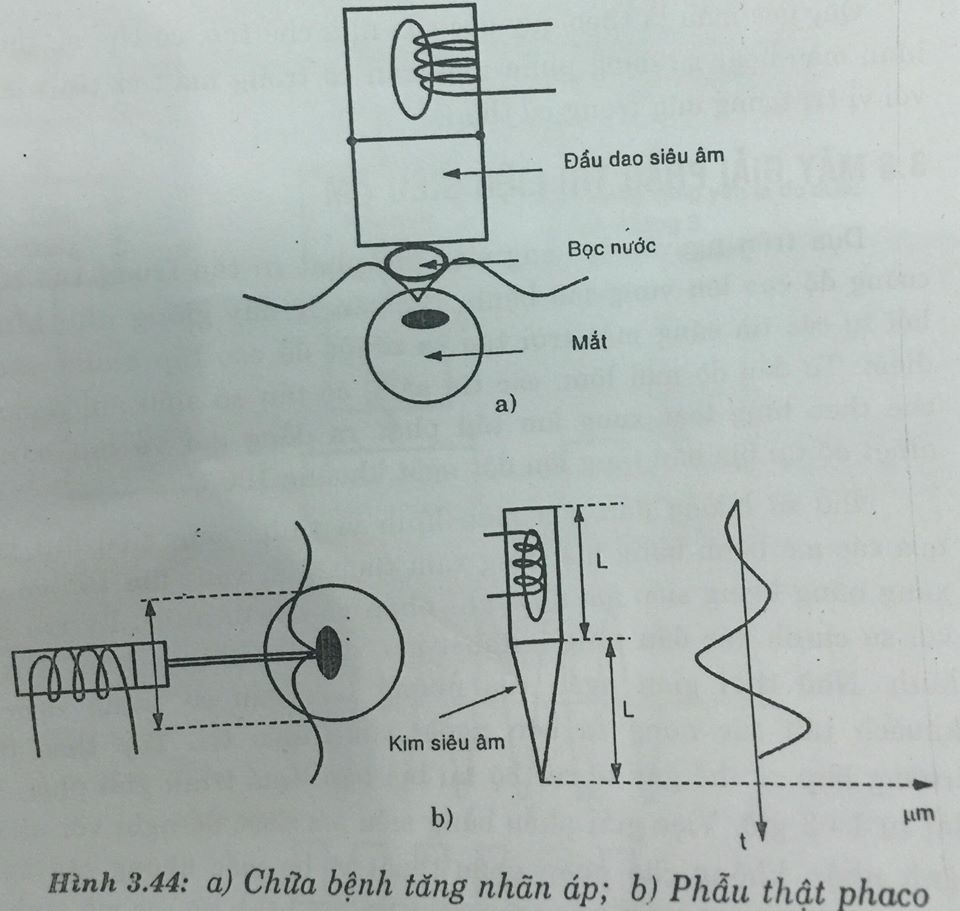 Đầu dao siêu âm
Bọc nước
Mắt
a)
L
Kim siêu âm
L
b)
μm
t
Hình 3.44: a) Chữa bệnh tăng nhãn áp; b) Phẫu thật phaco